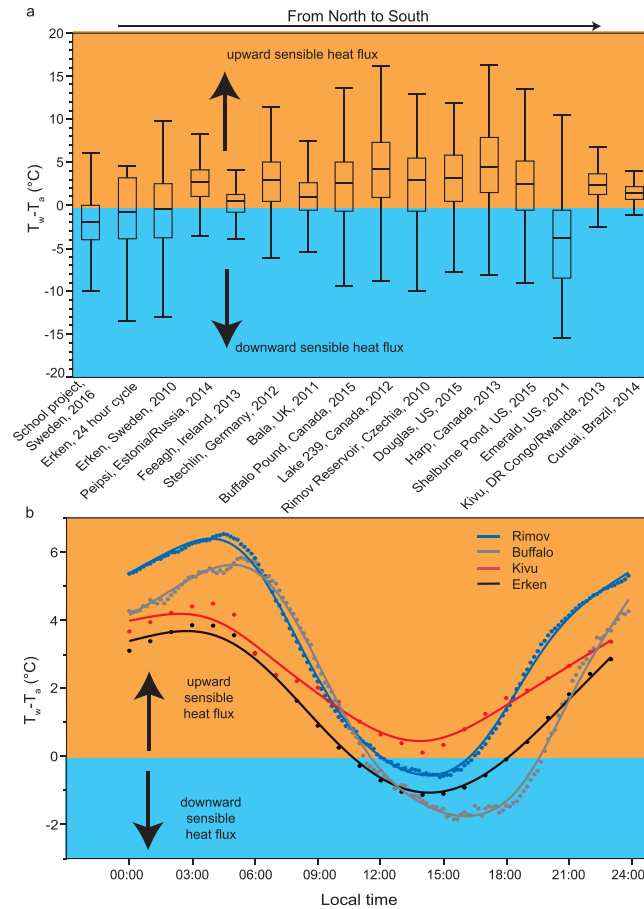 a
From North to South
20
15
10
5
0
-5
-10
-15
-20
Tw-Ta (°C)
upward sensible heat flux
downward sensible heat flux
School project,
Sweden, 2016
Erken, 24 hour cycle
Erken, Sweden, 2010
Peipsi, Estonia/Russia, 2014
Feeagh, Ireland, 2013
Stechlin, Germany, 2012
Bala, UK, 2011
Buffalo Pound, Canada, 2015
Lake 239, Canada, 2012
Rimov Reservoir, Czechia, 2010
Douglas, US, 2015
Harp, Canada, 2013
Shelburne Pond, US, 2015
Emerald, US, 2011
Kivu, DR Congo/Rwanda, 2013
Curuai, Brazil, 2014
b
6
4
2
0
-2
Tw-Ta (°C)
Rimov
Buffalo
Kivu
Erken
upward
sensible
heat flux
downward
sensible
heat flux
00:00 03:00 06:00 09:00 12:00 15:00 18:00 21:00 24:00
Local time